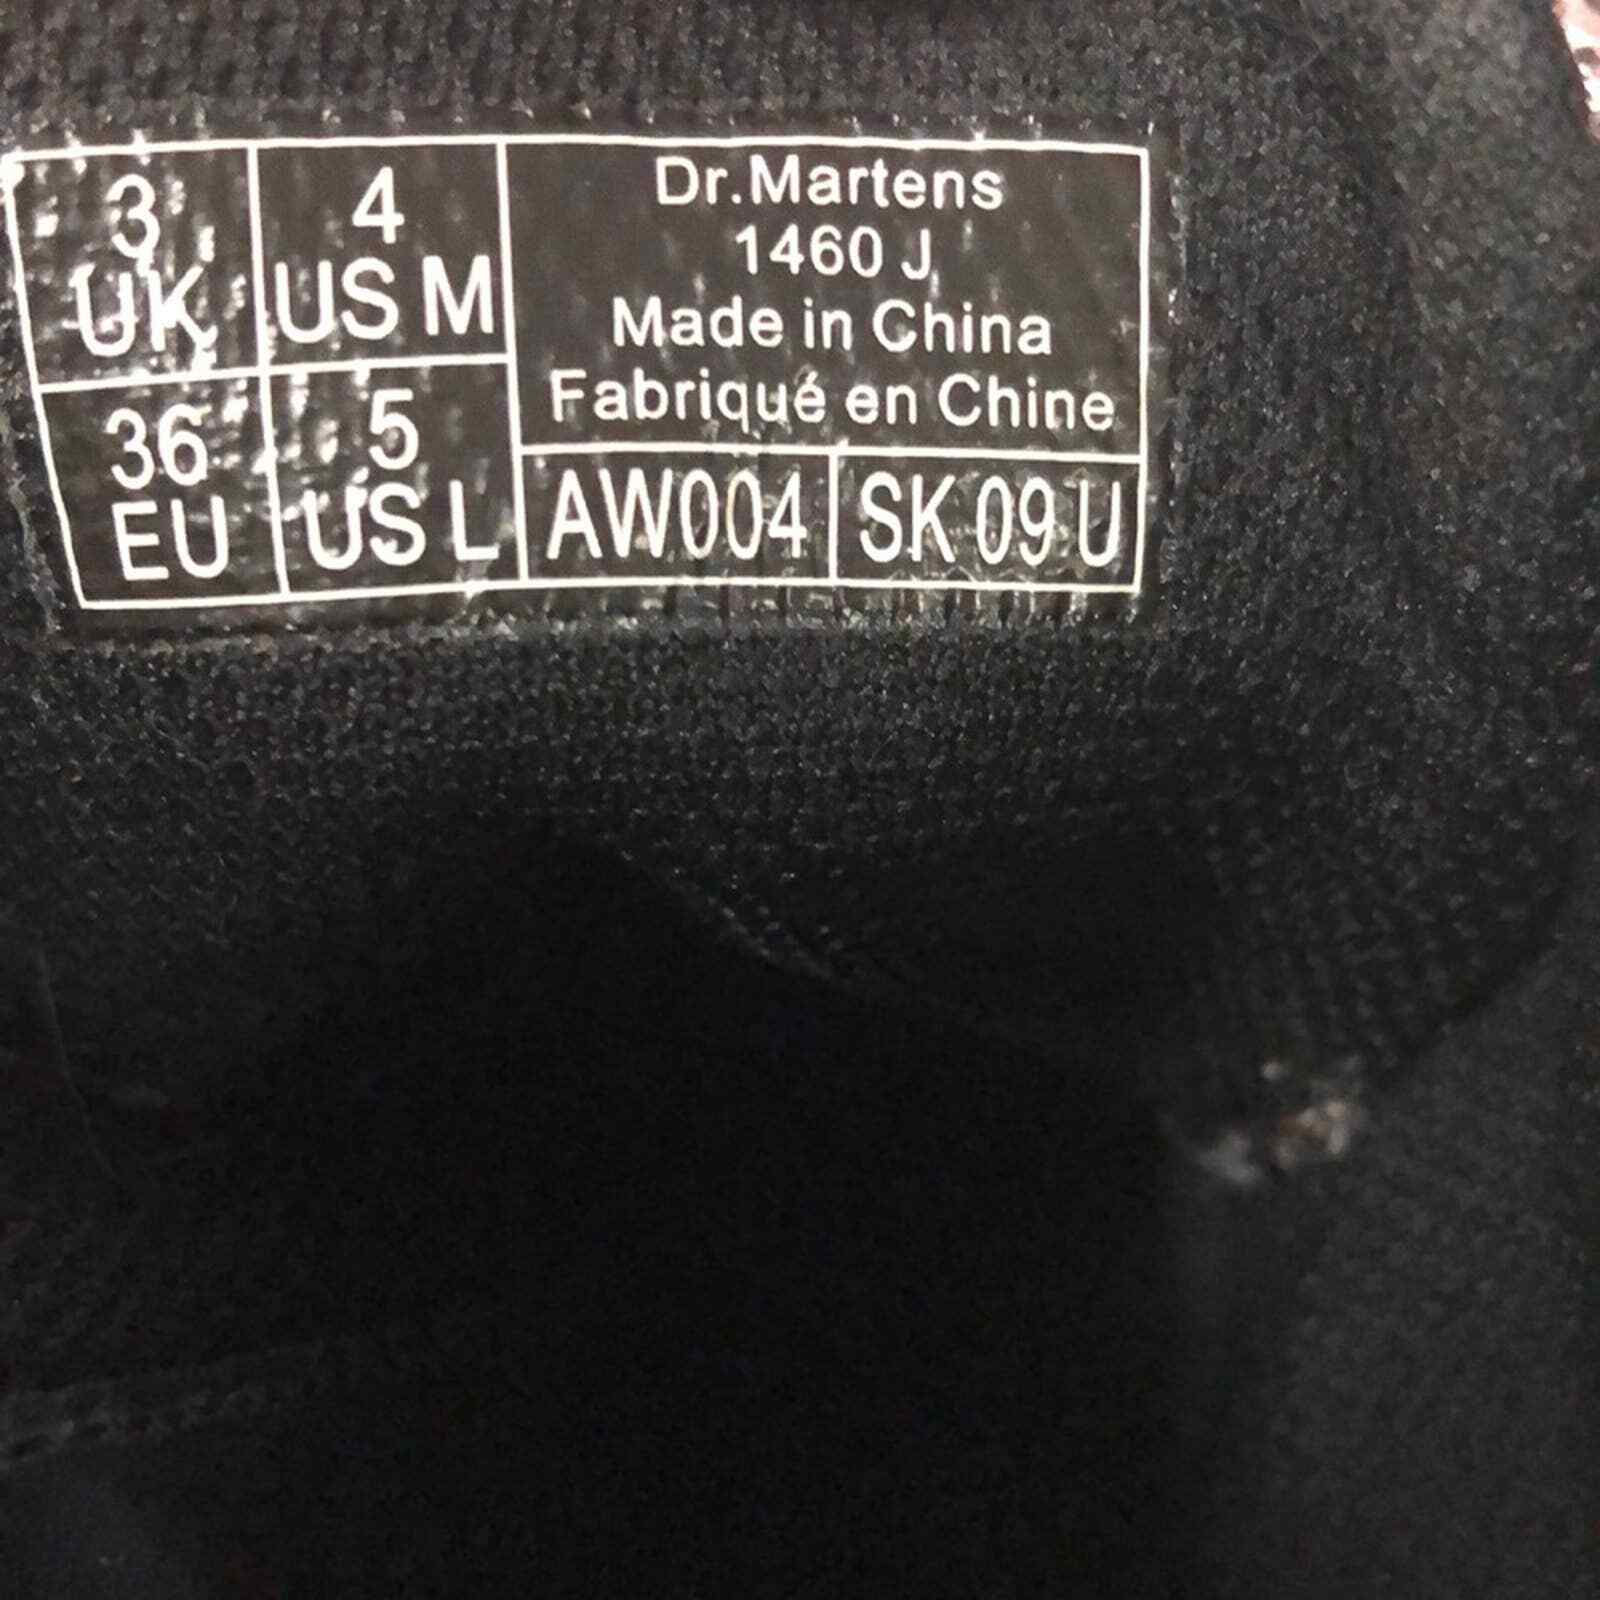 3
UK
4
US M
36
EU
5
US L
Dr.Martens
1460 J
Made in China
Fabriqué en Chine
AW004
SK 09 U